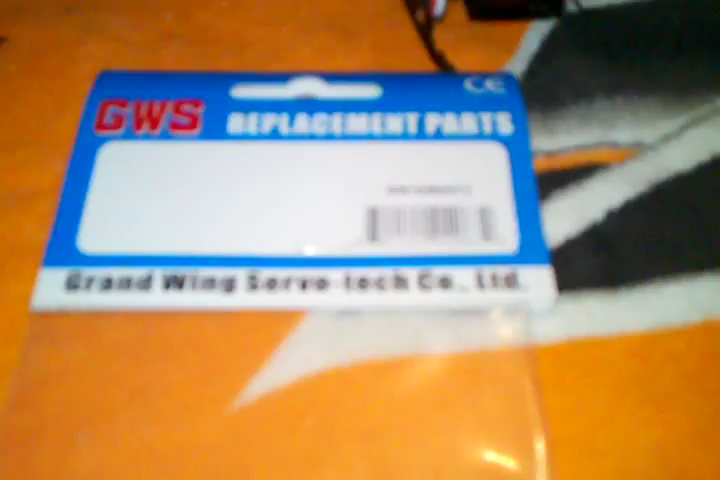 CE
GWS REPLACEMENT PARTS
Grand Wing Servo-tech Co., Ltd.